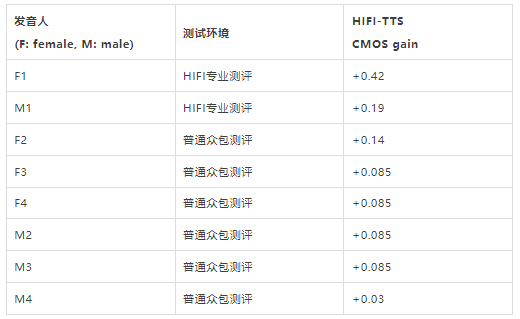 发音人
(F: female, M: male)
测试环境
HIFI-TTS
CMOS gain
F1 HIFI专业测评 +0.42
M1 HIFI专业测评 +0.19
F2 普通众包测评 +0.14
F3 普通众包测评 +0.085
F4 普通众包测评 +0.085
M2 普通众包测评 +0.085
M3 普通众包测评 +0.085
M4 普通众包测评 +0.03